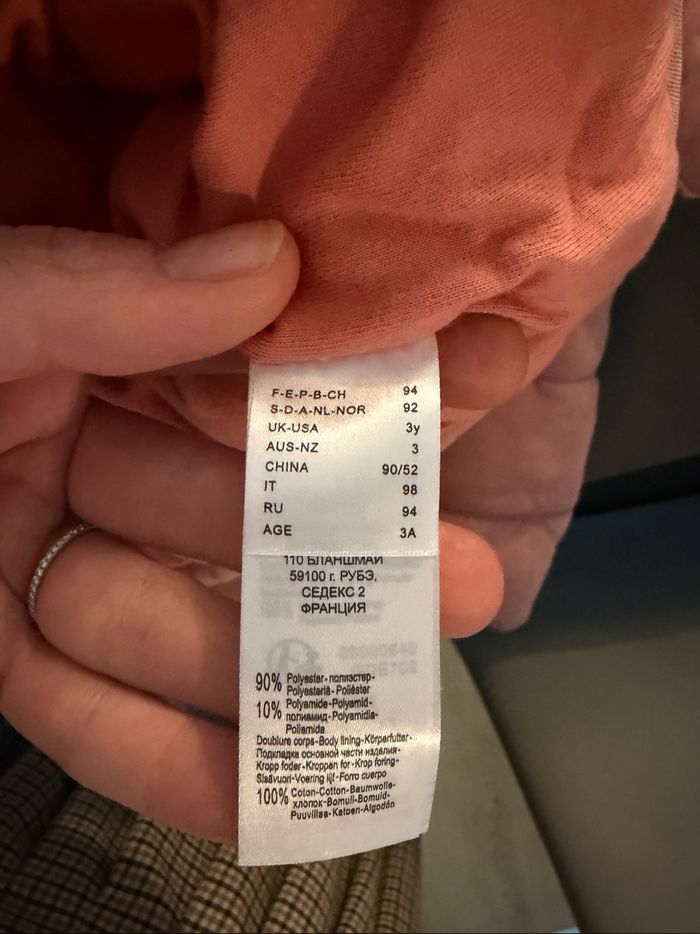 F-E-P-B-CH 94
S-D-A-NL-NOR 92
UK-USA 3y
AUS-NZ 3
CHINA 90/52
IT 98
RU 94
AGE 3A
110 БЛАНШМАЙ
59100 г. РУБЭ,
СЕДЕКС 2
ФРАНЦИЯ
90% Polyester-полиэстер-
Polyesteriä-Poliéster
10% Polyamide-Polyamid-
полиамид-Polyamidia-
Poliamida
Doublure corps-Body lining-Körperfutter-
Подкладка основной части изделия-
Kropp foder-Kroppen for-Krop foring-
Sisävuori-Voering lijf-Forro cuerpo
100% Coton-Cotton-Baumwolle-
хлопок-Bomull-Bomuld-
Puuvillaa-Katoen-Algodón